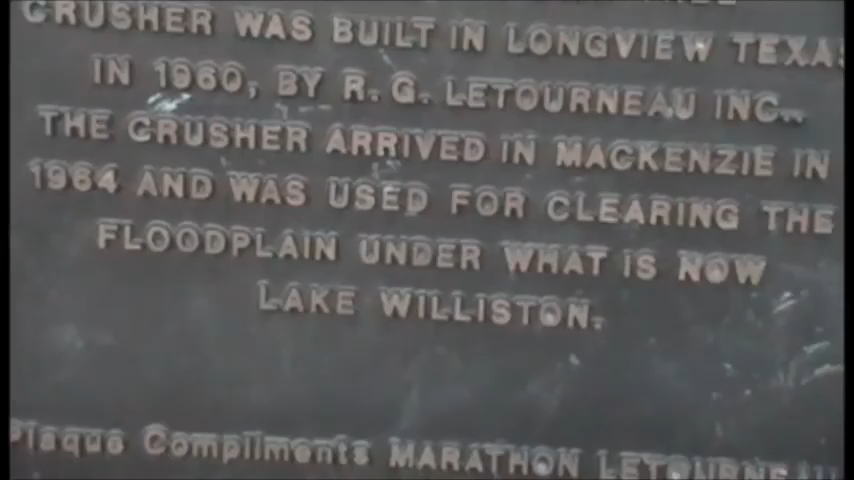 CRUSHER WAS BUILT IN LONGVIEW TEXAS
IN 1960, BY R.G. LETOURNEAU INC..
THE CRUSHER ARRIVED IN MACKENZIE IN
1964 AND WAS USED FOR CLEARING THE
FLOODPLAIN UNDER WHAT IS NOW
LAKE WILLISTON.
Plaque Compliments MARATHON LETOURNEAU